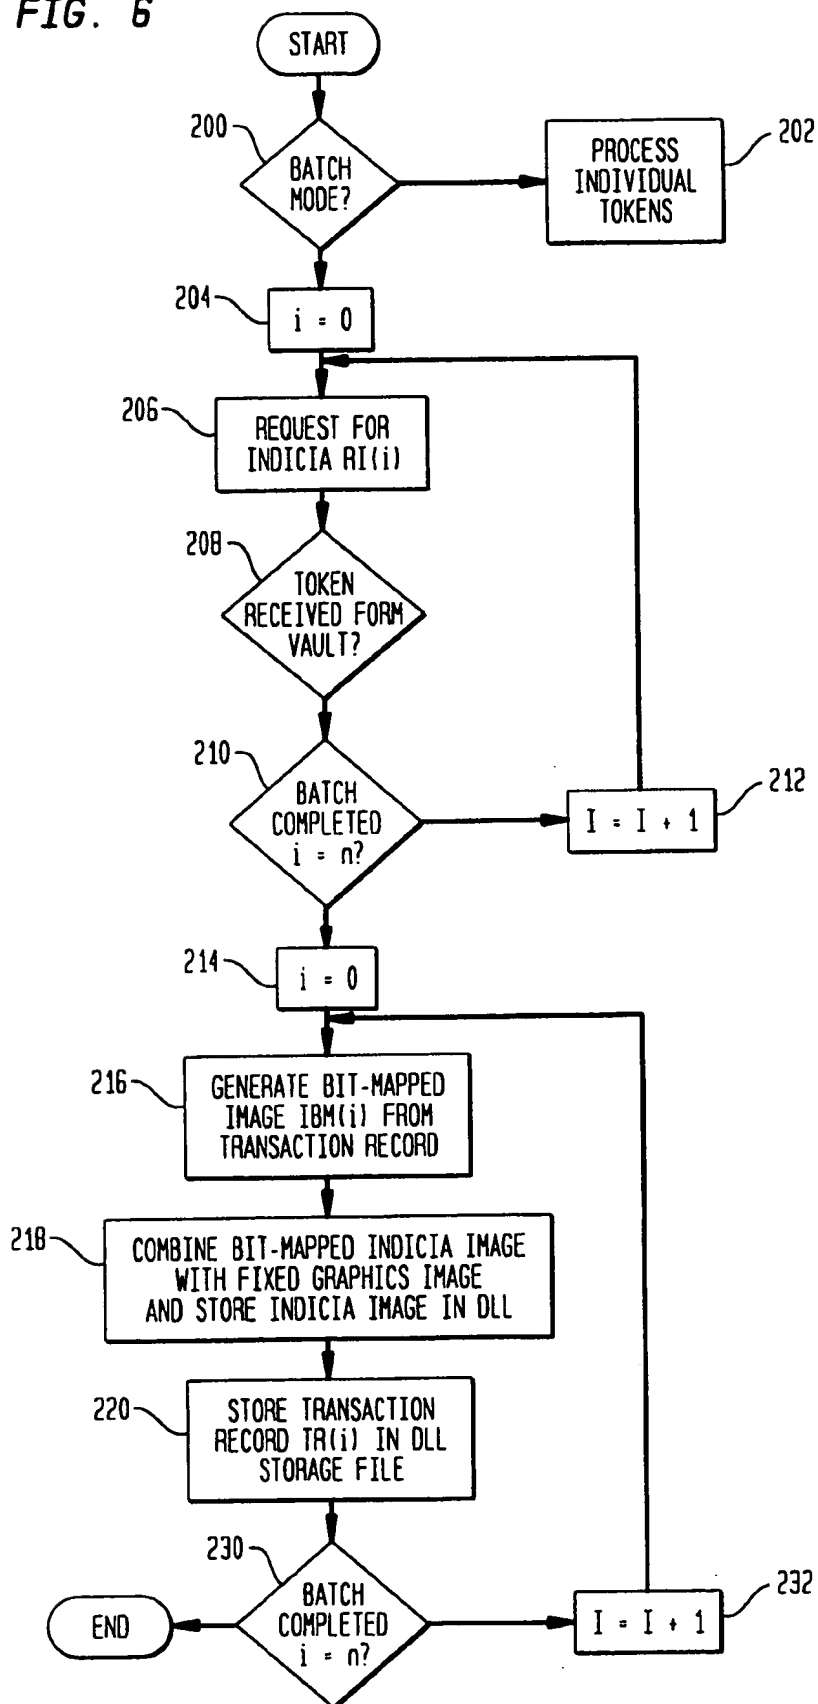 FIG. 6
START
200
BATCH
MODE?
202
PROCESS
INDIVIDUAL
TOKENS
204
i = 0
206
REQUEST FOR
INDICIA RI(i)
208
TOKEN
RECEIVED FORM
VAULT?
210
BATCH
COMPLETED
i = n?
212
I = I + 1
214
i = 0
216
GENERATE BIT-MAPPED
IMAGE IBM(i) FROM
TRANSACTION RECORD
218
COMBINE BIT-MAPPED INDICIA IMAGE
WITH FIXED GRAPHICS IMAGE
AND STORE INDICIA IMAGE IN DLL
220
STORE TRANSACTION
RECORD TR(i) IN DLL
STORAGE FILE
230
BATCH
COMPLETED
i = n?
END
232
I = I + 1